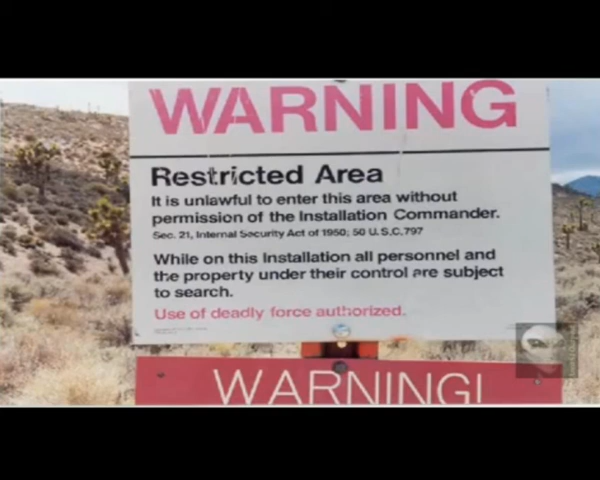 WARNING
Restricted Area
It is unlawful to enter this area without
permission of the Installation Commander.
Sec. 21, Internal Security Act of 1950; 50 U.S.C. 797
While on this Installation all personnel and
the property under their control are subject
to search.
Use of deadly force authorized.
WARNING!